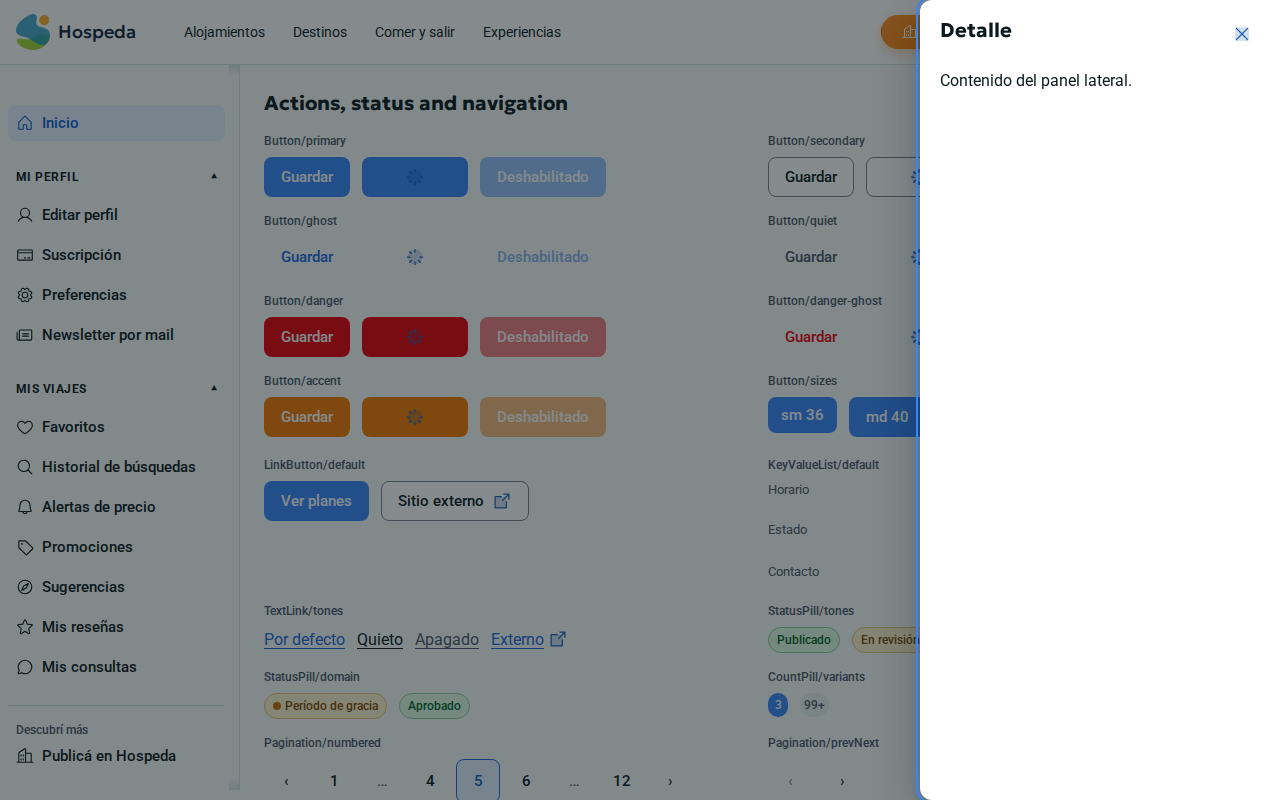 Hospeda
Alojamientos
Destinos
Comer y salir
Experiencias
Inicio
MI PERFIL
Editar perfil
Suscripción
Preferencias
Newsletter por mail
MIS VIAJES
Favoritos
Historial de búsquedas
Alertas de precio
Promociones
Sugerencias
Mis reseñas
Mis consultas
Descubrí más
Publicá en Hospeda
Actions, status and navigation
Button/primary
Guardar
Deshabilitado
Button/secondary
Guardar
Button/ghost
Guardar
Deshabilitado
Button/quiet
Guardar
Button/danger
Guardar
Deshabilitado
Button/danger-ghost
Guardar
Button/accent
Guardar
Deshabilitado
Button/sizes
sm 36
md 40
LinkButton/default
Ver planes
Sitio externo
KeyValueList/default
Horario
Estado
Contacto
TextLink/tones
Por defecto
Quieto
Apagado
Externo
StatusPill/tones
Publicado
En revisión
StatusPill/domain
Período de gracia
Aprobado
CountPill/variants
3
99+
Pagination/numbered
‹ 1 … 4 5 6 … 12 ›
Pagination/prevNext
‹ ›
Detalle
Contenido del panel lateral.